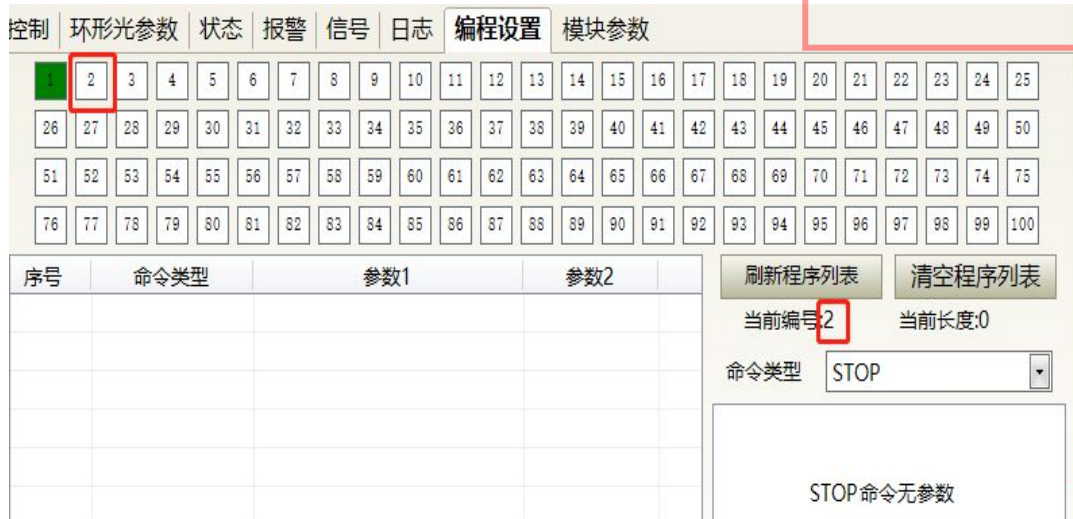 控制 环形光参数 状态 报警 信号 日志 编程设置 模块参数
1 2 3 4 5 6 7 8 9 10 11 12 13 14 15 16 17 18 19 20 21 22 23 24 25
26 27 28 29 30 31 32 33 34 35 36 37 38 39 40 41 42 43 44 45 46 47 48 49 50
51 52 53 54 55 56 57 58 59 60 61 62 63 64 65 66 67 68 69 70 71 72 73 74 75
76 77 78 79 80 81 82 83 84 85 86 87 88 89 90 91 92 93 94 95 96 97 98 99 100
序号 命令类型 参数1 参数2 刷新程序列表 清空程序列表
当前编号:2 当前长度:0
命令类型 STOP
STOP命令无参数